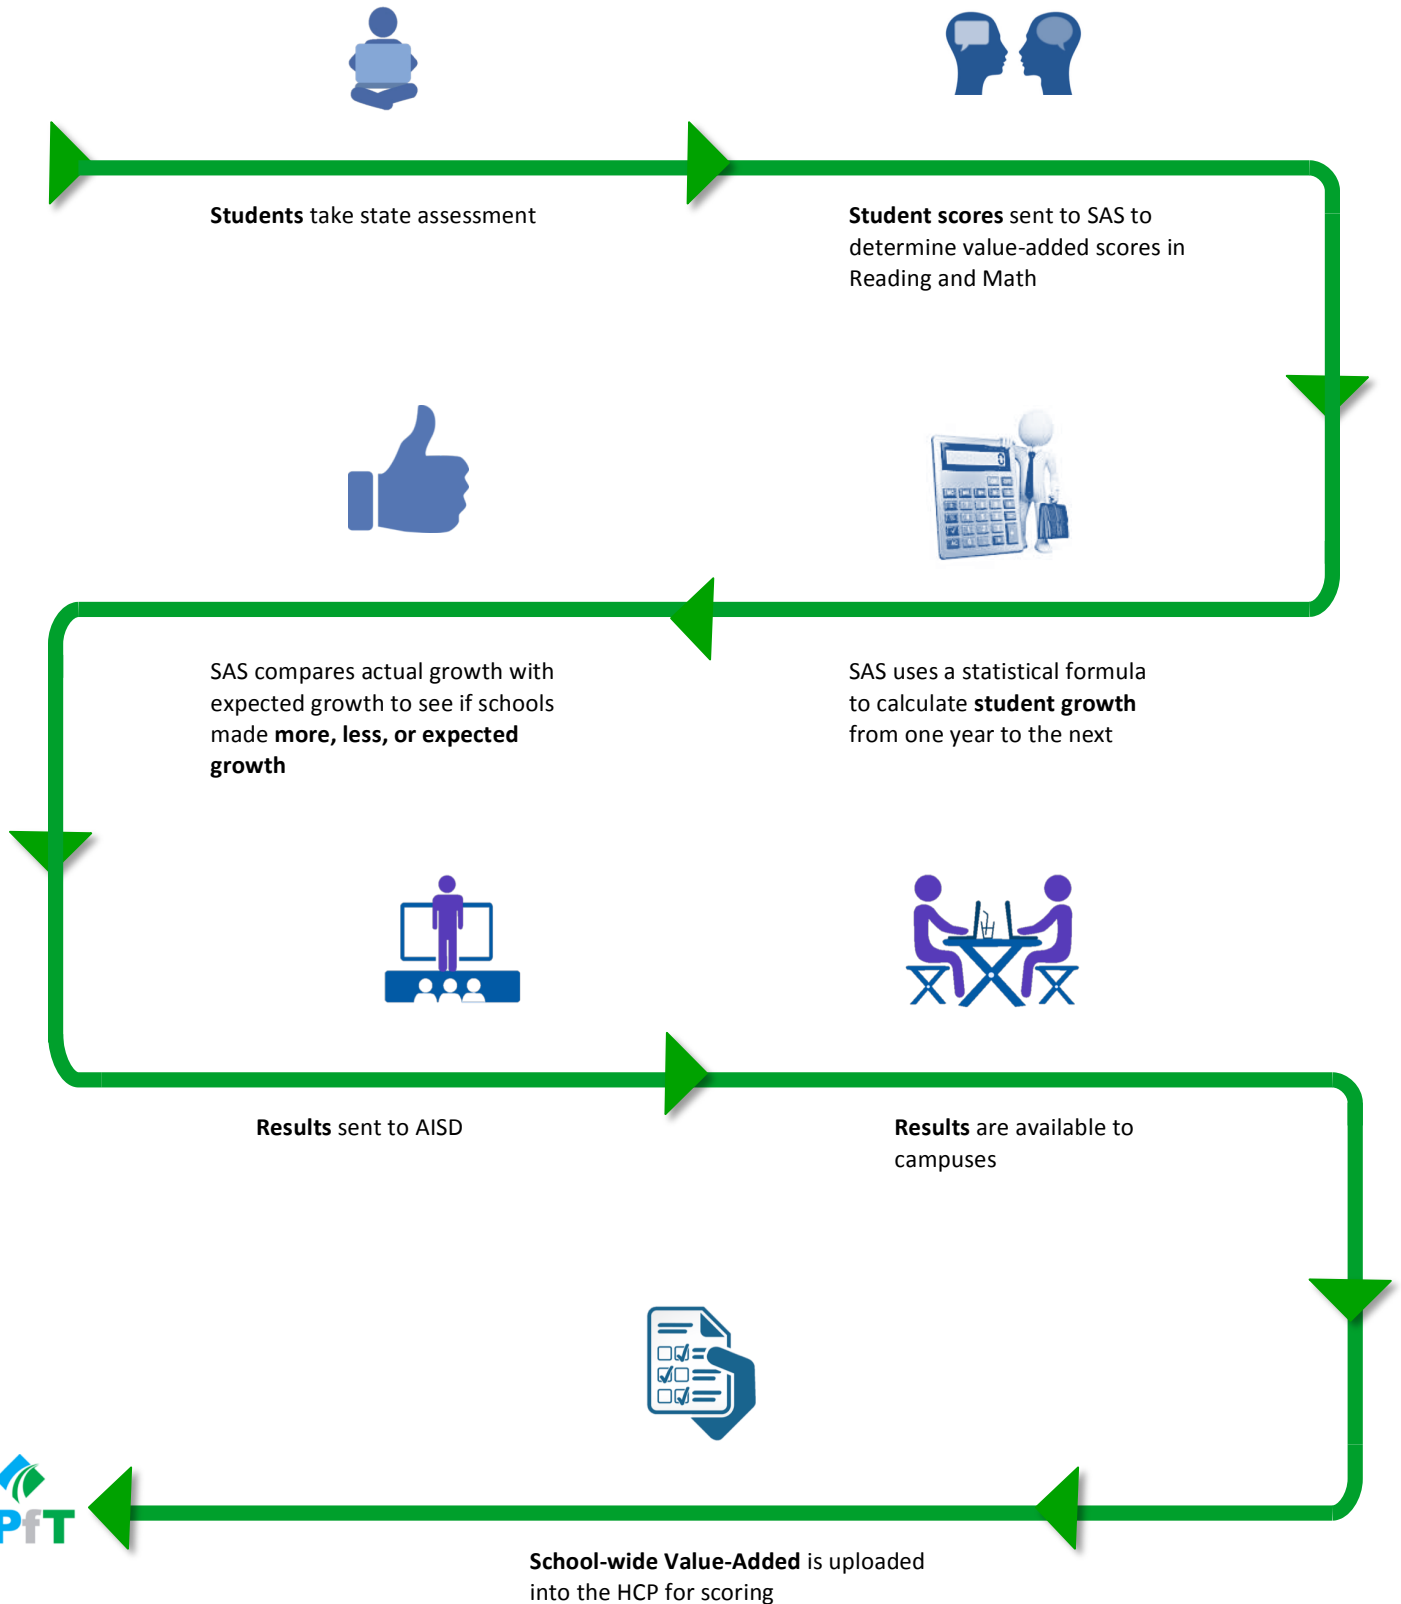 Students take state assessment
Student scores sent to SAS to
determine value-added scores in
Reading and Math
SAS uses a statistical formula
to calculate student growth
from one year to the next
SAS compares actual growth with
expected growth to see if schools
made more, less, or expected
growth
Results sent to AISD
Results are available to
campuses
PfT
School-wide Value-Added is uploaded
into the HCP for scoring